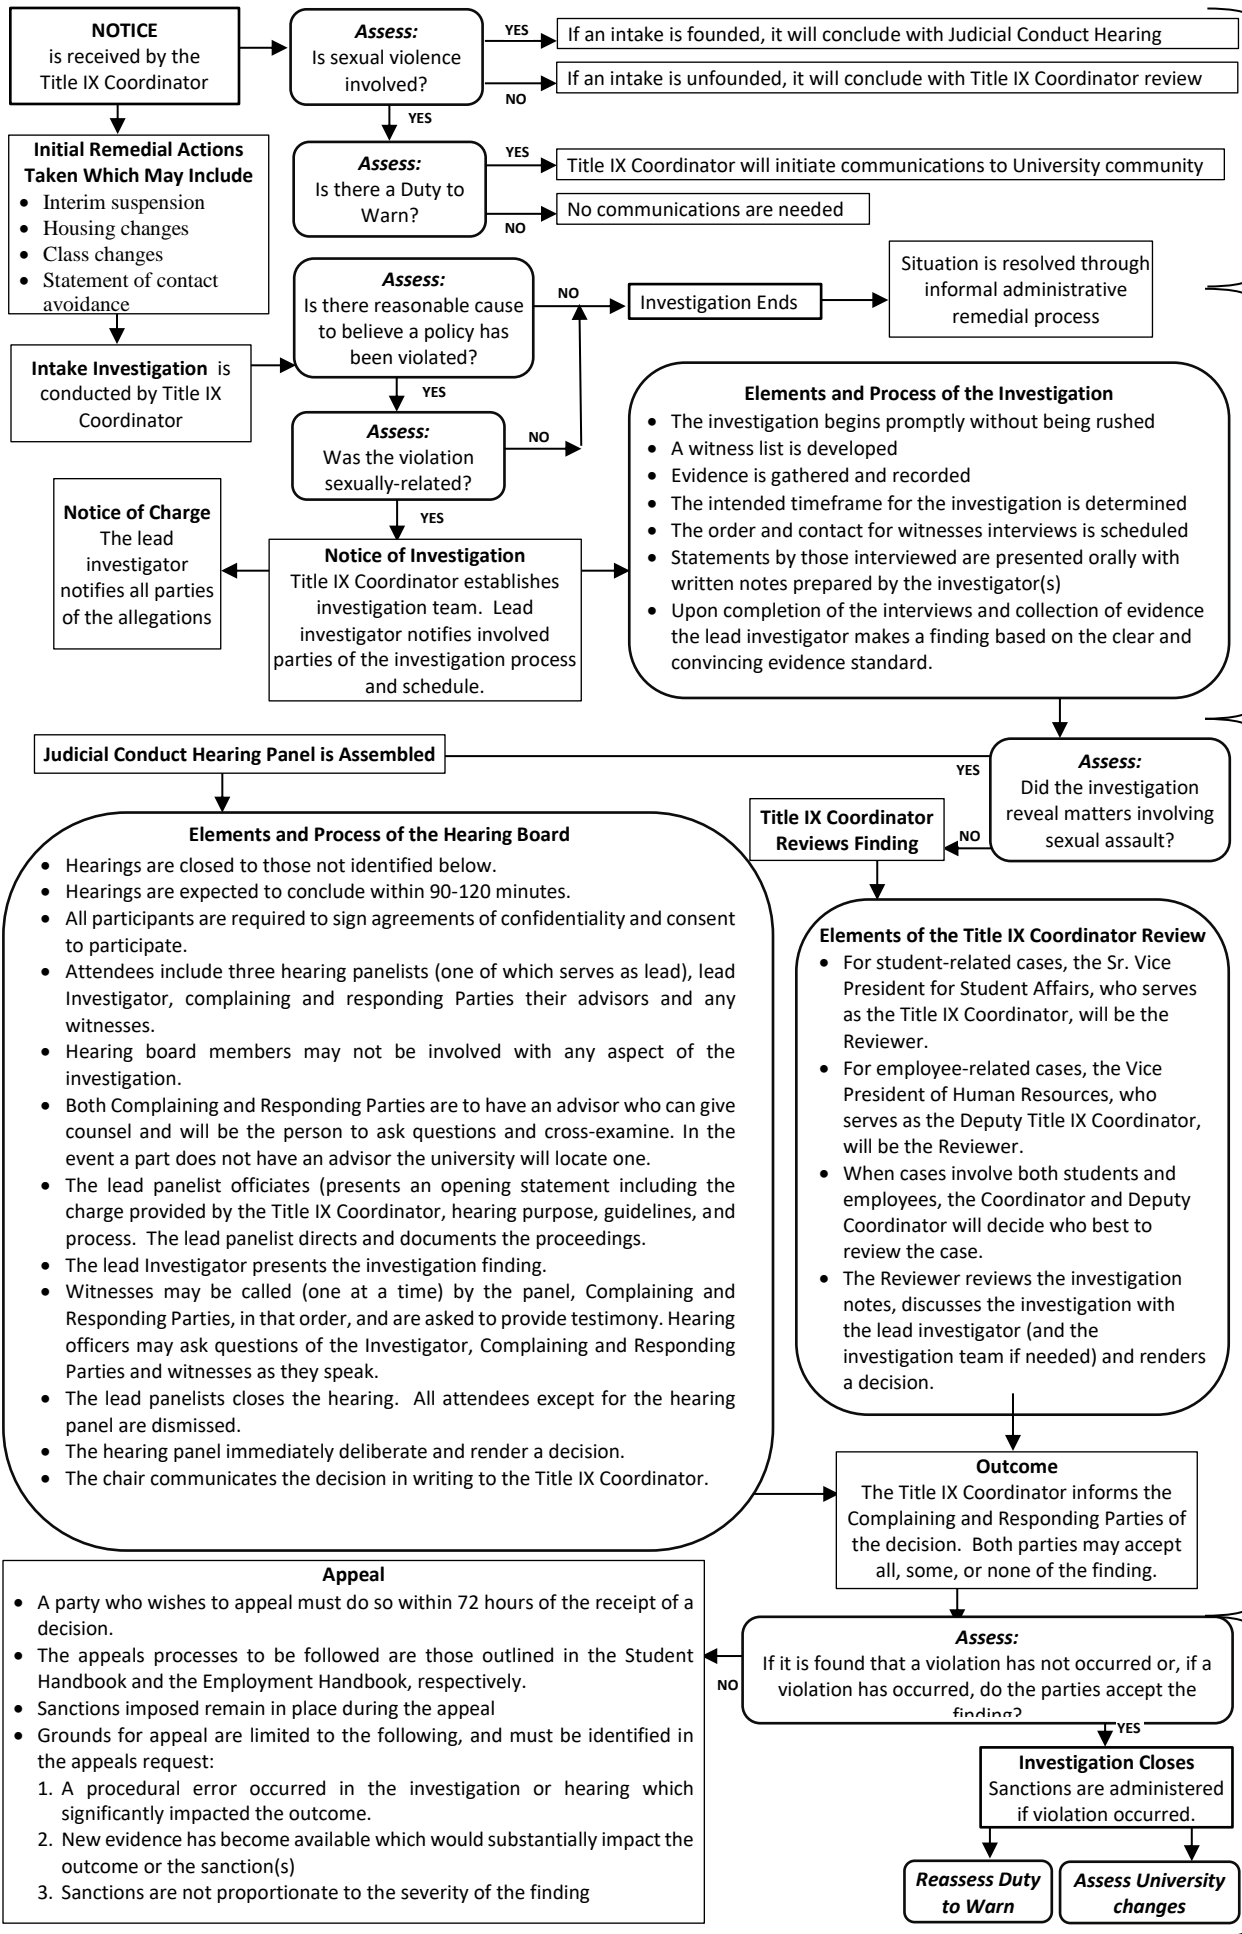 NOTICE
is received by the
Title IX Coordinator
Assess:
Is sexual violence
involved?
YES
If an intake is founded, it will conclude with Judicial Conduct Hearing
If an intake is unfounded, it will conclude with Title IX Coordinator review
NO
YES
Initial Remedial Actions
Taken Which May Include
• Interim suspension
• Housing changes
• Class changes
• Statement of contact
avoidance
Assess:
Is there a Duty to
Warn?
YES
Title IX Coordinator will initiate communications to University community
No communications are needed
NO
Intake Investigation is
conducted by Title IX
Coordinator
Assess:
Is there reasonable cause
to believe a policy has
been violated?
NO
Investigation Ends
Situation is resolved through
informal administrative
remedial process
YES
Assess:
Was the violation
sexually-related?
NO
YES
Notice of Charge
The lead
investigator
notifies all parties
of the allegations
Notice of Investigation
Title IX Coordinator establishes
investigation team. Lead
investigator notifies involved
parties of the investigation process
and schedule.
Elements and Process of the Investigation
• The investigation begins promptly without being rushed
• A witness list is developed
• Evidence is gathered and recorded
• The intended timeframe for the investigation is determined
• The order and contact for witnesses interviews is scheduled
• Statements by those interviewed are presented orally with
written notes prepared by the investigator(s)
• Upon completion of the interviews and collection of evidence
the lead investigator makes a finding based on the clear and
convincing evidence standard.
Judicial Conduct Hearing Panel is Assembled
YES
Assess:
Did the investigation
reveal matters involving
sexual assault?
NO
Title IX Coordinator
Reviews Finding
Elements and Process of the Hearing Board
• Hearings are closed to those not identified below.
• Hearings are expected to conclude within 90-120 minutes.
• All participants are required to sign agreements of confidentiality and consent
to participate.
• Attendees include three hearing panelists (one of which serves as lead), lead
Investigator, complaining and responding Parties their advisors and any
witnesses.
• Hearing board members may not be involved with any aspect of the
investigation.
• Both Complaining and Responding Parties are to have an advisor who can give
counsel and will be the person to ask questions and cross-examine. In the
event a part does not have an advisor the university will locate one.
• The lead panelist officiates (presents an opening statement including the
charge provided by the Title IX Coordinator, hearing purpose, guidelines, and
process. The lead panelist directs and documents the proceedings.
• The lead Investigator presents the investigation finding.
• Witnesses may be called (one at a time) by the panel, Complaining and
Responding Parties, in that order, and are asked to provide testimony. Hearing
officers may ask questions of the Investigator, Complaining and Responding
Parties and witnesses as they speak.
• The lead panelists closes the hearing. All attendees except for the hearing
panel are dismissed.
• The hearing panel immediately deliberate and render a decision.
• The chair communicates the decision in writing to the Title IX Coordinator.
Elements of the Title IX Coordinator Review
• For student-related cases, the Sr. Vice
President for Student Affairs, who serves
as the Title IX Coordinator, will be the
Reviewer.
• For employee-related cases, the Vice
President of Human Resources, who
serves as the Deputy Title IX Coordinator,
will be the Reviewer.
• When cases involve both students and
employees, the Coordinator and Deputy
Coordinator will decide who best to
review the case.
• The Reviewer reviews the investigation
notes, discusses the investigation with
the lead investigator (and the
investigation team if needed) and renders
a decision.
Outcome
The Title IX Coordinator informs the
Complaining and Responding Parties of
the decision. Both parties may accept
all, some, or none of the finding.
Appeal
• A party who wishes to appeal must do so within 72 hours of the receipt of a
decision.
• The appeals processes to be followed are those outlined in the Student
Handbook and the Employment Handbook, respectively.
• Sanctions imposed remain in place during the appeal
• Grounds for appeal are limited to the following, and must be identified in
the appeals request:
1. A procedural error occurred in the investigation or hearing which
significantly impacted the outcome.
2. New evidence has become available which would substantially impact the
outcome or the sanction(s)
3. Sanctions are not proportionate to the severity of the finding
Assess:
If it is found that a violation has not occurred or, if a
violation has occurred, do the parties accept the
finding?
NO
YES
Investigation Closes
Sanctions are administered
if violation occurred.
Reassess Duty
to Warn
Assess University
changes